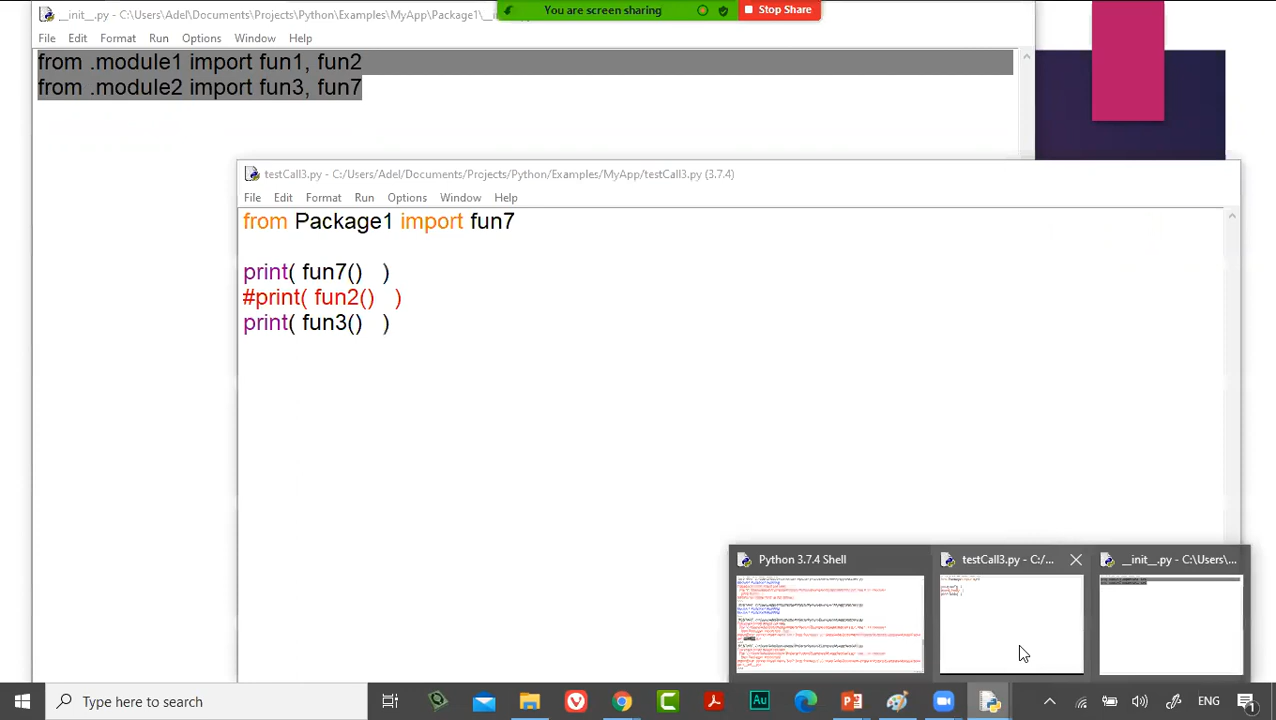 __init__.py - C:\Users\Adel\Documents\Projects\Python\Examples\MyApp\Package1\__in
You are screen sharing
Stop Share
File Edit Format Run Options Window Help
from .module1 import fun1, fun2
from .module2 import fun3, fun7
testCall3.py - C:/Users/Adel/Documents/Projects/Python/Examples/MyApp/testCall3.py (3.7.4)
File Edit Format Run Options Window Help
from Package1 import fun7
print( fun7() )
#print( fun2() )
print( fun3() )
Python 3.7.4 Shell
testCall3.py - C:/...
__init__.py - C:\Users\...
Type here to search
ENG
1